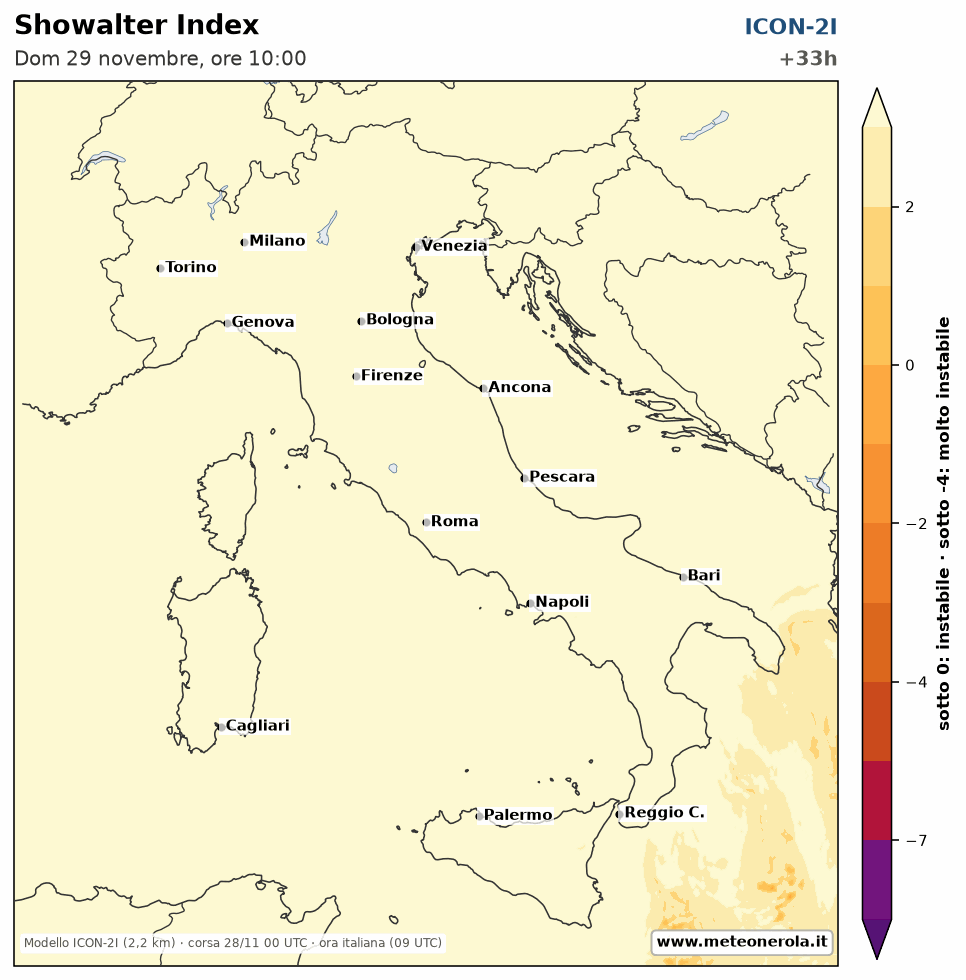 Showalter Index
ICON-2I
Dom 29 novembre, ore 10:00
+33h
Milano
Venezia
Torino
Genova
Bologna
Firenze
Ancona
Pescara
Roma
Bari
Napoli
Cagliari
Palermo
Reggio C.
2
0
−2
−4
−7
sotto 0: instabile · sotto -4: molto instabile
Modello ICON-2I (2,2 km) · corsa 28/11 00 UTC · ora italiana (09 UTC)
www.meteonerola.it